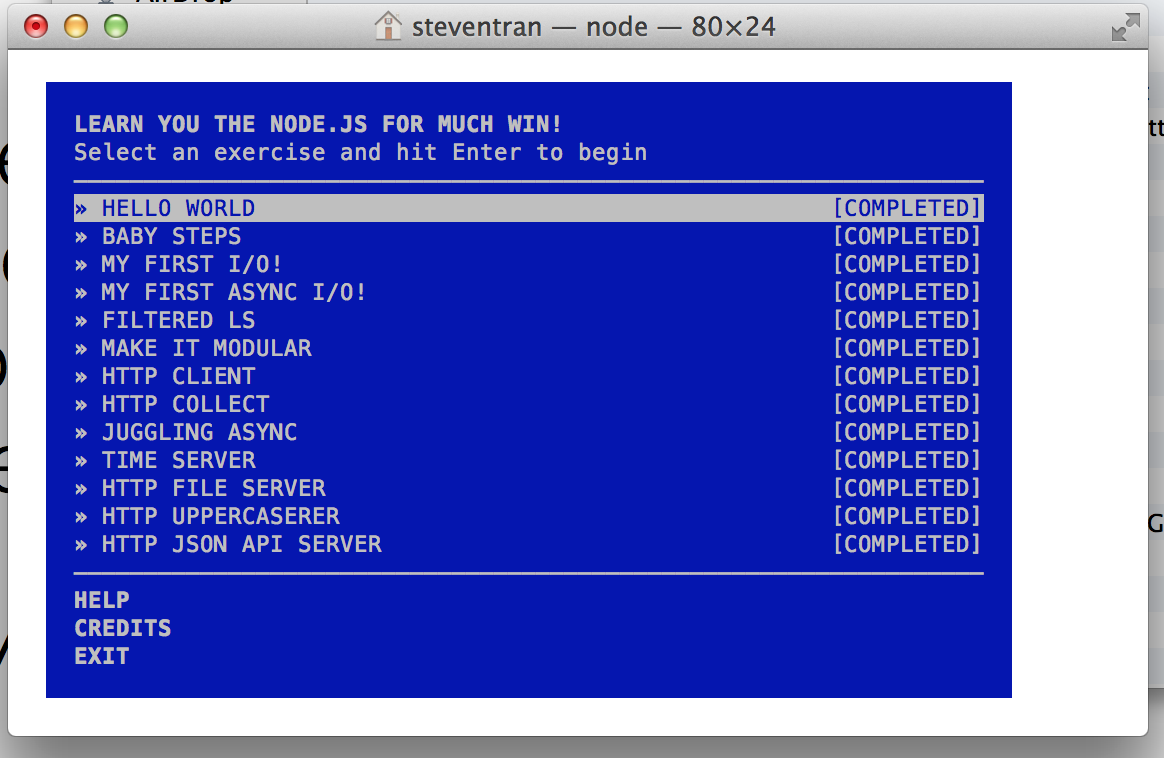 steventran — node — 80×24
LEARN YOU THE NODE.JS FOR MUCH WIN!
Select an exercise and hit Enter to begin
» HELLO WORLD [COMPLETED]
» BABY STEPS [COMPLETED]
» MY FIRST I/O! [COMPLETED]
» MY FIRST ASYNC I/O! [COMPLETED]
» FILTERED LS [COMPLETED]
» MAKE IT MODULAR [COMPLETED]
» HTTP CLIENT [COMPLETED]
» HTTP COLLECT [COMPLETED]
» JUGGLING ASYNC [COMPLETED]
» TIME SERVER [COMPLETED]
» HTTP FILE SERVER [COMPLETED]
» HTTP UPPERCASERER [COMPLETED]
» HTTP JSON API SERVER [COMPLETED]
HELP
CREDITS
EXIT